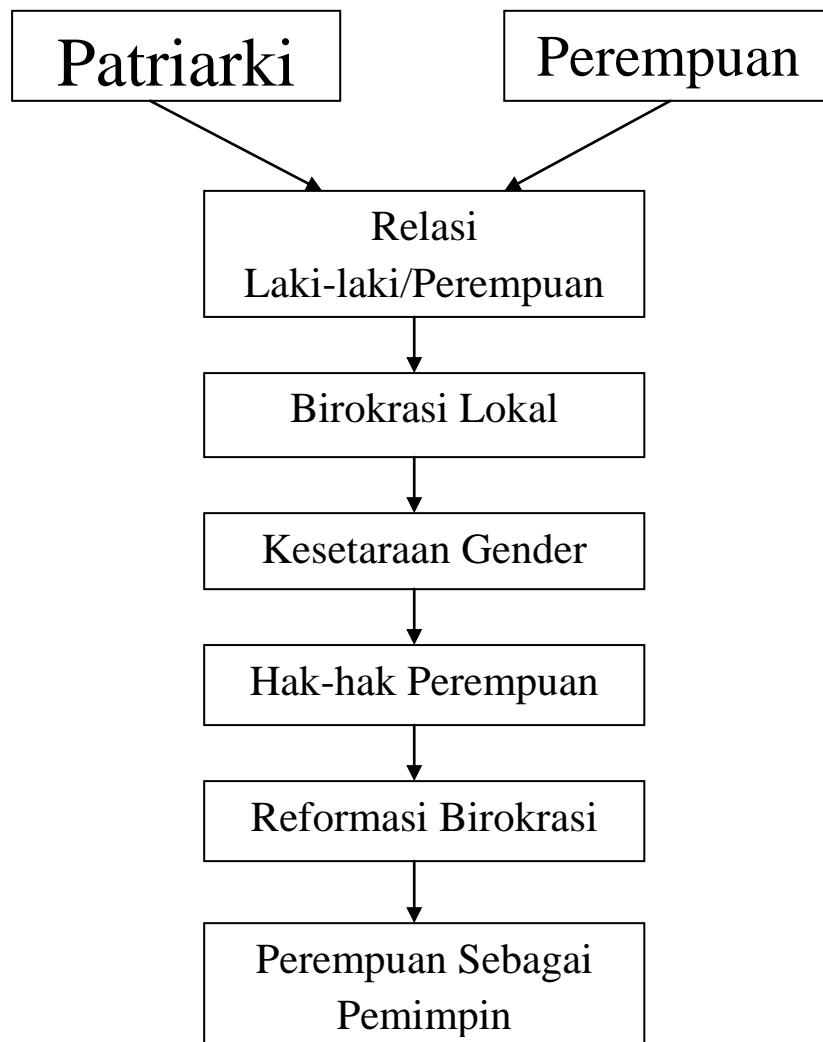 Patriarki
Perempuan
Relasi
Laki-laki/Perempuan
Birokrasi Lokal
Kesetaraan Gender
Hak-hak Perempuan
Reformasi Birokrasi
Perempuan Sebagai
Pemimpin